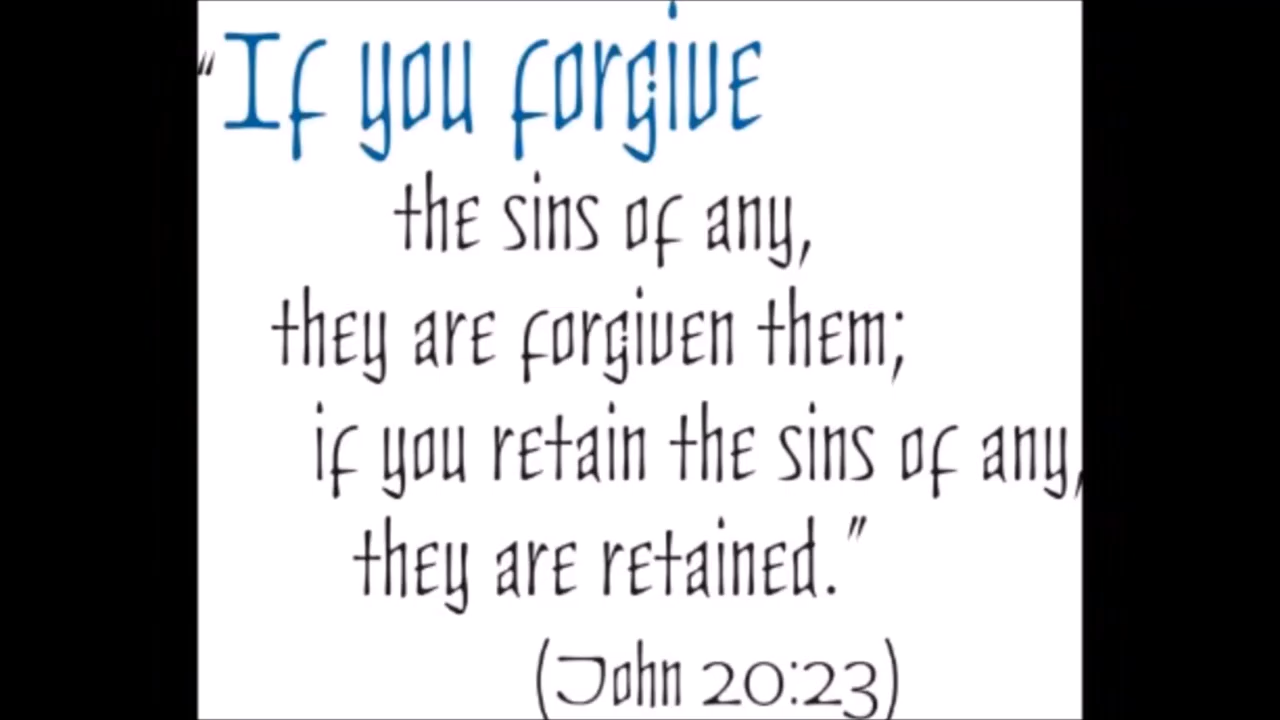 "If you forgive
the sins of any,
they are forgiven them;
if you retain the sins of any,
they are retained."
(John 20:23)